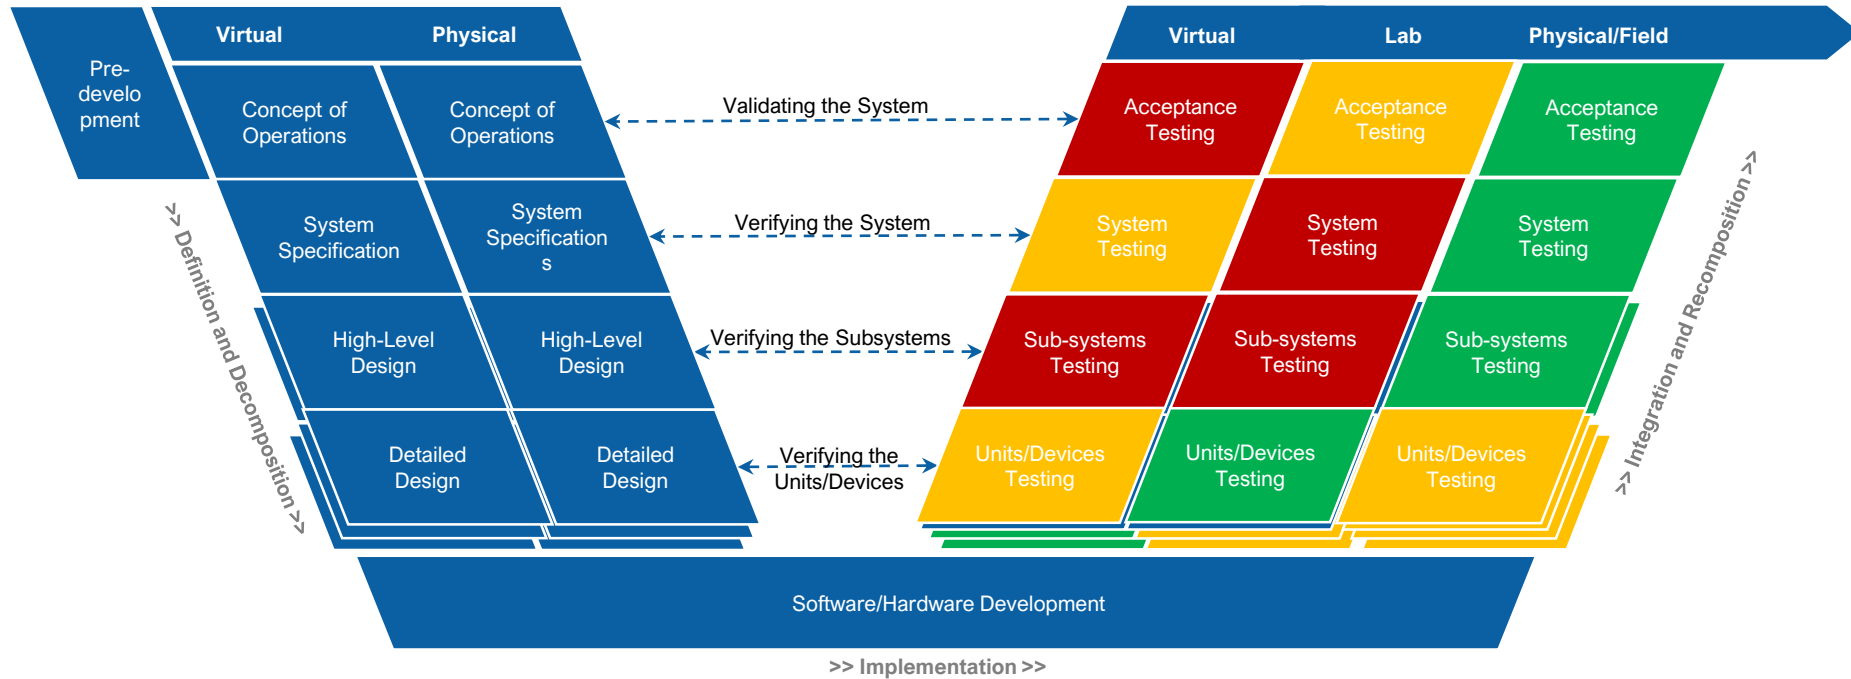 Pre-
develo
pment
Virtual
Physical
Concept of
Operations
Concept of
Operations
System
Specification
System
Specification
s
High-Level
Design
High-Level
Design
Detailed
Design
Detailed
Design
>> Definition and Decomposition >>
Validating the System
Verifying the System
Verifying the Subsystems
Verifying the
Units/Devices
Virtual
Lab
Physical/Field
Acceptance
Testing
Acceptance
Testing
Acceptance
Testing
System
Testing
System
Testing
System
Testing
Sub-systems
Testing
Sub-systems
Testing
Sub-systems
Testing
Units/Devices
Testing
Units/Devices
Testing
Units/Devices
Testing
>> Integration and Recomposition >>
Software/Hardware Development
>> Implementation >>